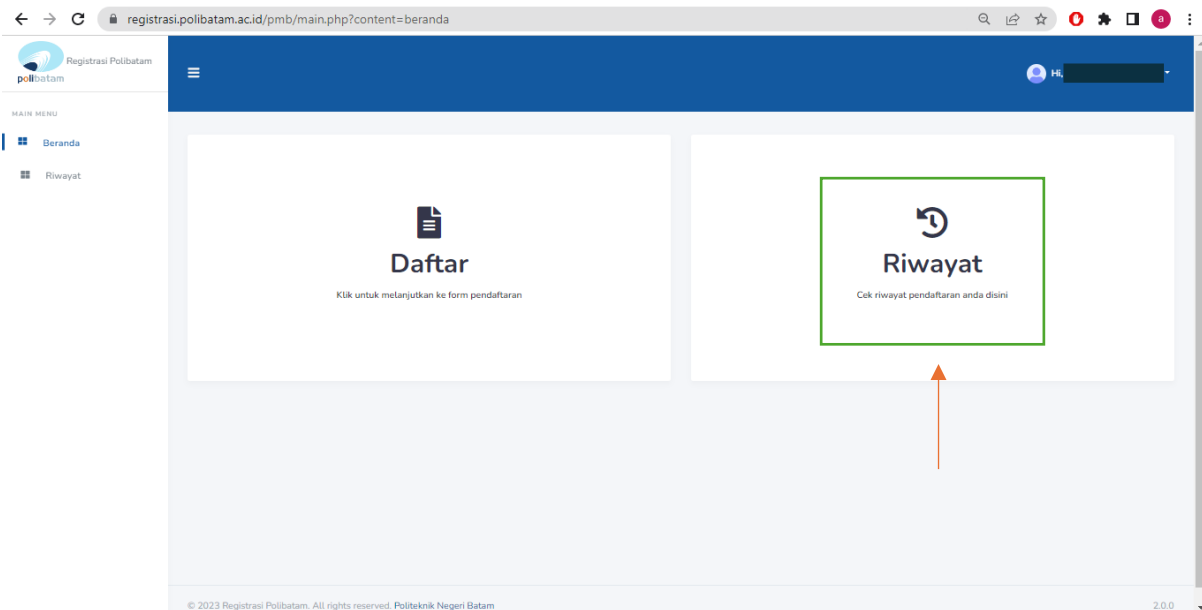 registrasi.polibatam.ac.id/pmb/main.php?content=beranda
a
Registrasi Polibatam
polibatam
Hi,
MAIN MENU
Beranda
Riwayat
Daftar
Klik untuk melanjutkan ke form pendaftaran
Riwayat
Cek riwayat pendaftaran anda disini
© 2023 Registrasi Polibatam. All rights reserved. Politeknik Negeri Batam
2.0.0